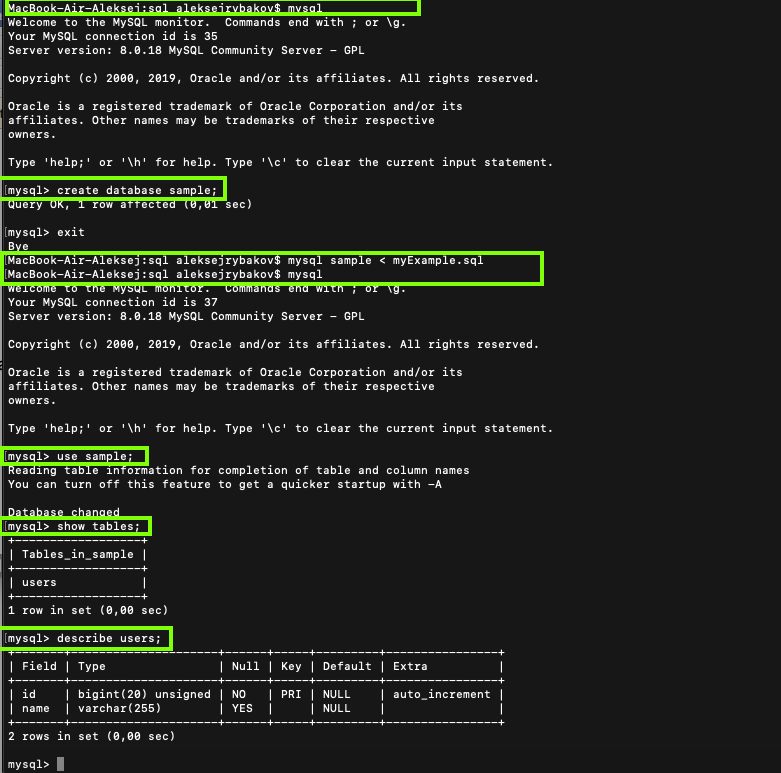 MacBook-Air-Aleksej:sql aleksejrybakov$ mysql
Welcome to the MySQL monitor.  Commands end with ; or \g.
Your MySQL connection id is 35
Server version: 8.0.18 MySQL Community Server - GPL

Copyright (c) 2000, 2019, Oracle and/or its affiliates. All rights reserved.

Oracle is a registered trademark of Oracle Corporation and/or its
affiliates. Other names may be trademarks of their respective
owners.

Type 'help;' or '\h' for help. Type '\c' to clear the current input statement.

[mysql> create database sample;
Query OK, 1 row affected (0,01 sec)

[mysql> exit
Bye
[MacBook-Air-Aleksej:sql aleksejrybakov$ mysql sample < myExample.sql
[MacBook-Air-Aleksej:sql aleksejrybakov$ mysql
Welcome to the MySQL monitor.  Commands end with ; or \g.
Your MySQL connection id is 37
Server version: 8.0.18 MySQL Community Server - GPL

Copyright (c) 2000, 2019, Oracle and/or its affiliates. All rights reserved.

Oracle is a registered trademark of Oracle Corporation and/or its
affiliates. Other names may be trademarks of their respective
owners.

Type 'help;' or '\h' for help. Type '\c' to clear the current input statement.

[mysql> use sample;
Reading table information for completion of table and column names
You can turn off this feature to get a quicker startup with -A

Database changed
[mysql> show tables;
+------------------+
| Tables_in_sample |
+------------------+
| users            |
+------------------+
1 row in set (0,00 sec)

[mysql> describe users;
+-------+---------------------+------+-----+---------+----------------+
| Field | Type                | Null | Key | Default | Extra          |
+-------+---------------------+------+-----+---------+----------------+
| id    | bigint(20) unsigned | NO   | PRI | NULL    | auto_increment |
| name  | varchar(255)        | YES  |     | NULL    |                |
+-------+---------------------+------+-----+---------+----------------+
2 rows in set (0,00 sec)

mysql>